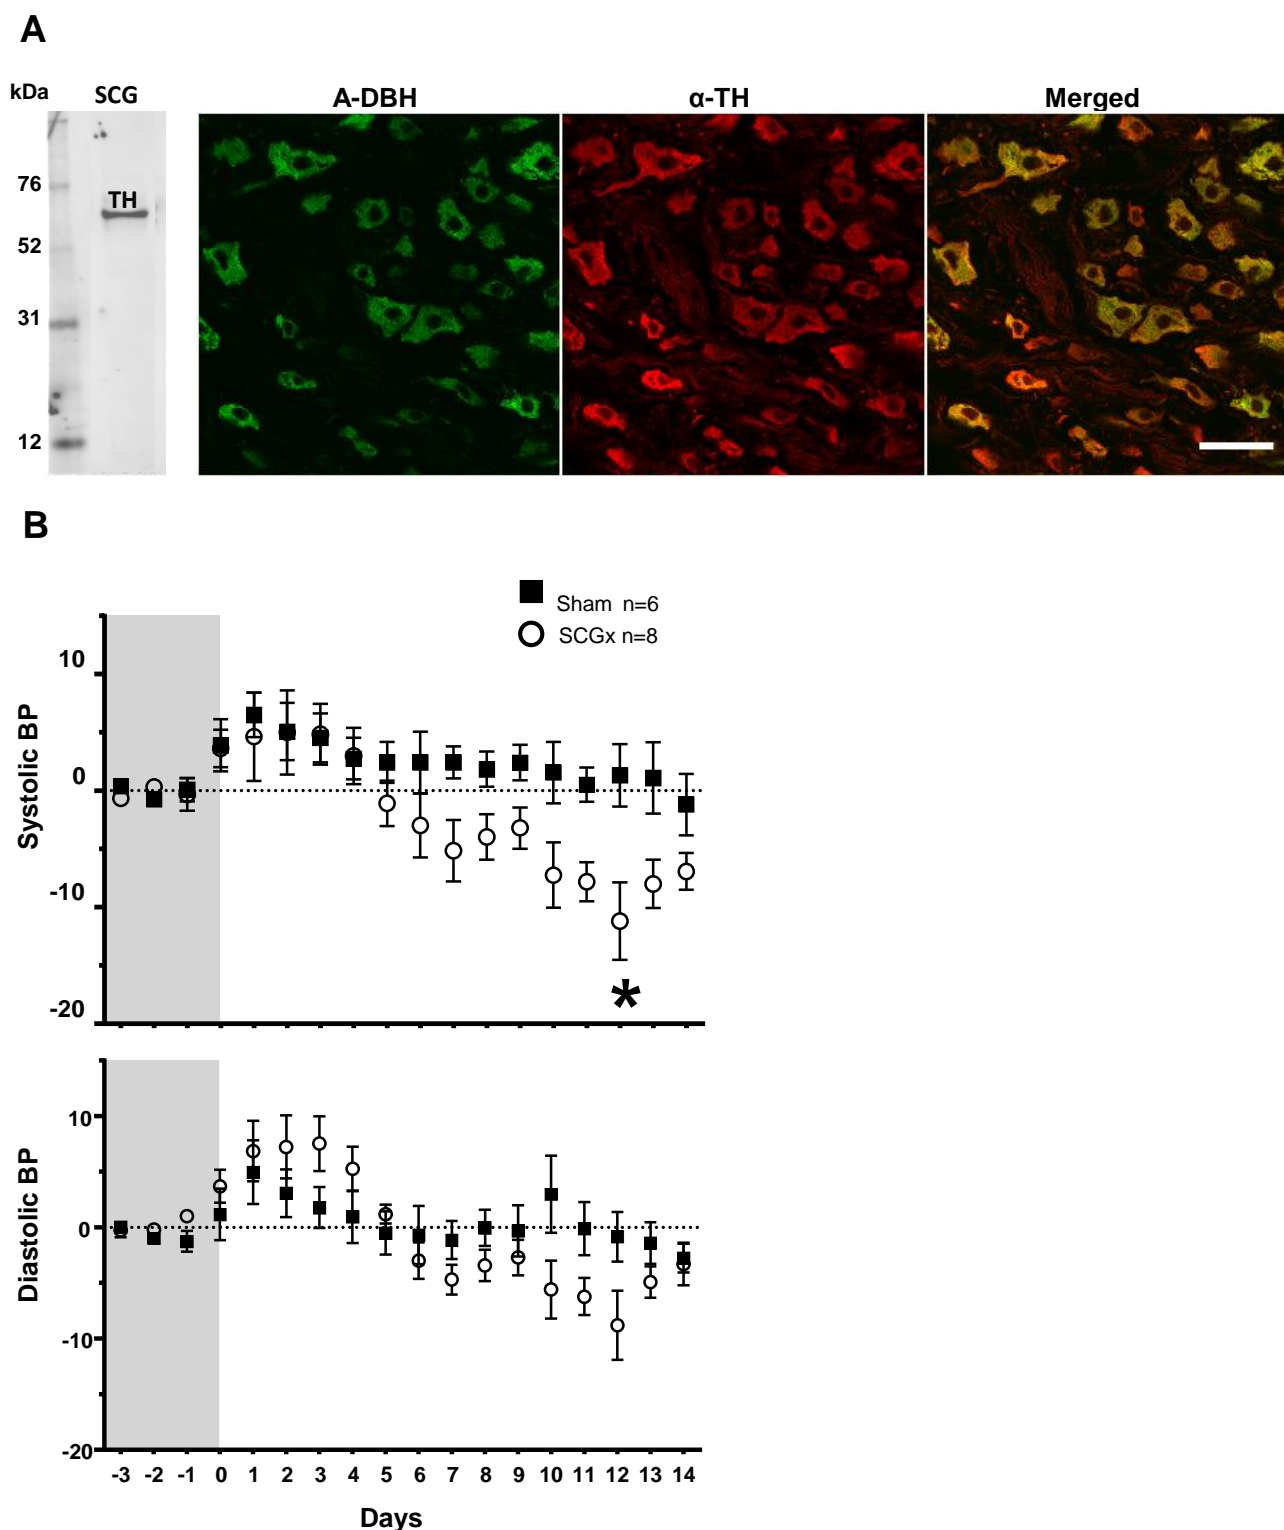 A
kDa
SCG
A-DBH
α-TH
Merged
76
TH
52
31
12
B
Sham n=6
SCGx n=8
10
0
-10
-20
Systolic BP
*
10
0
-10
-20
Diastolic BP
-3 -2 -1 0 1 2 3 4 5 6 7 8 9 10 11 12 13 14
Days